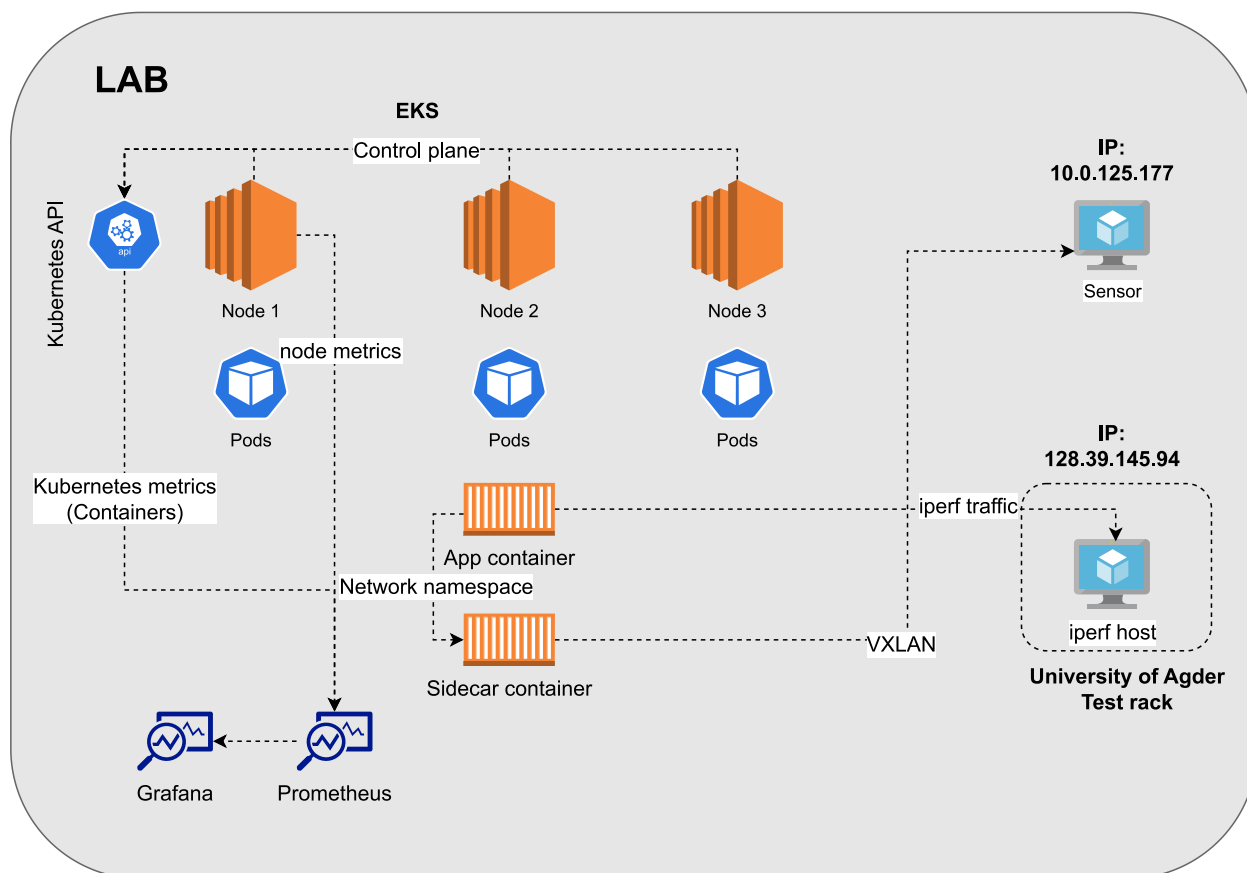 LAB
EKS
Control plane
IP:
10.0.125.177
Kubernetes API
api
Node 1
Node 2
Node 3
Sensor
node metrics
Pods
Pods
Pods
IP:
128.39.145.94
Kubernetes metrics
(Containers)
iperf traffic
App container
Network namespace
iperf host
VXLAN
Sidecar container
University of Agder
Test rack
Grafana
Prometheus